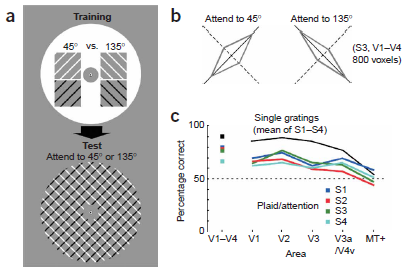 a
Training
45° vs. 135°
Test
Attend to 45° or 135°
b
Attend to 45°
Attend to 135°
(S3, V1–V4
800 voxels)
c
Single gratings
(mean of S1–S4)
Percentage correct
100
50
0
Plaid/attention
S1
S2
S3
S4
V1–V4
V1
V2
V3
V3a
/V4v
MT+
Area